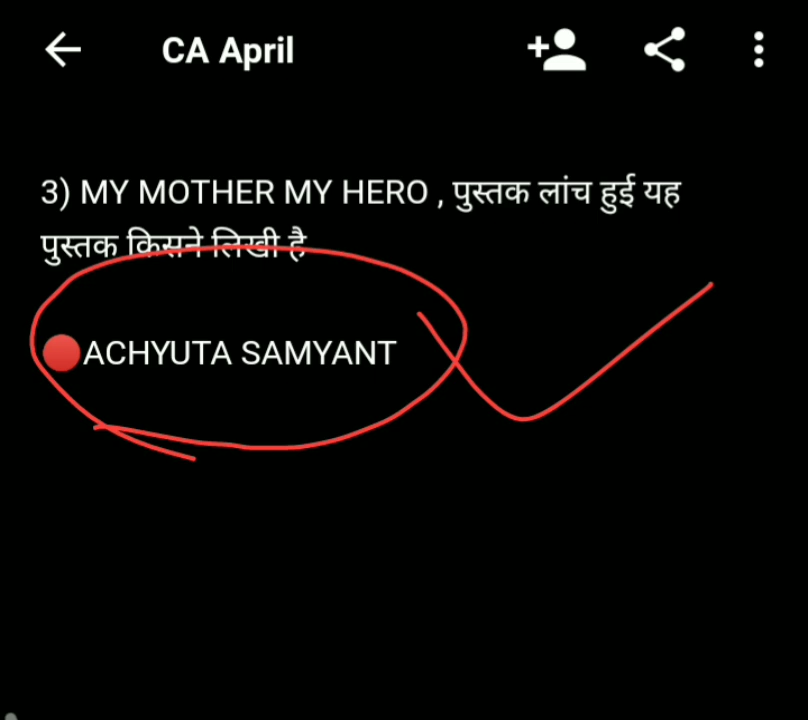 CA April
3) MY MOTHER MY HERO , पुस्तक लांच हुई यह
पुस्तक किसने लिखी है
ACHYUTA SAMYANT